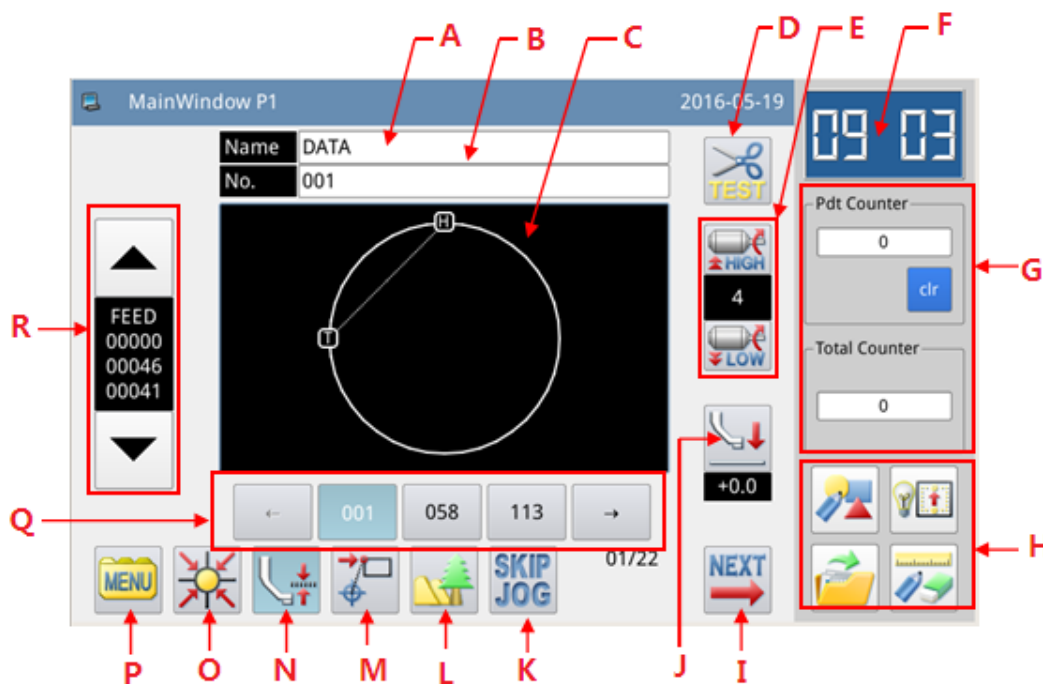 A B C D E F
MainWindow P1 2016-05-19
09 03
Name DATA
No. 001
TEST
Pdt Counter
0
clr
G
HIGH
4
LOW
H
T
R
FEED
00000
00046
00041
Total Counter
0
J
+0.0
Q
← 001 058 113 →
01/22
MENU
SKIP
JOG
NEXT
H
P O N M L K I